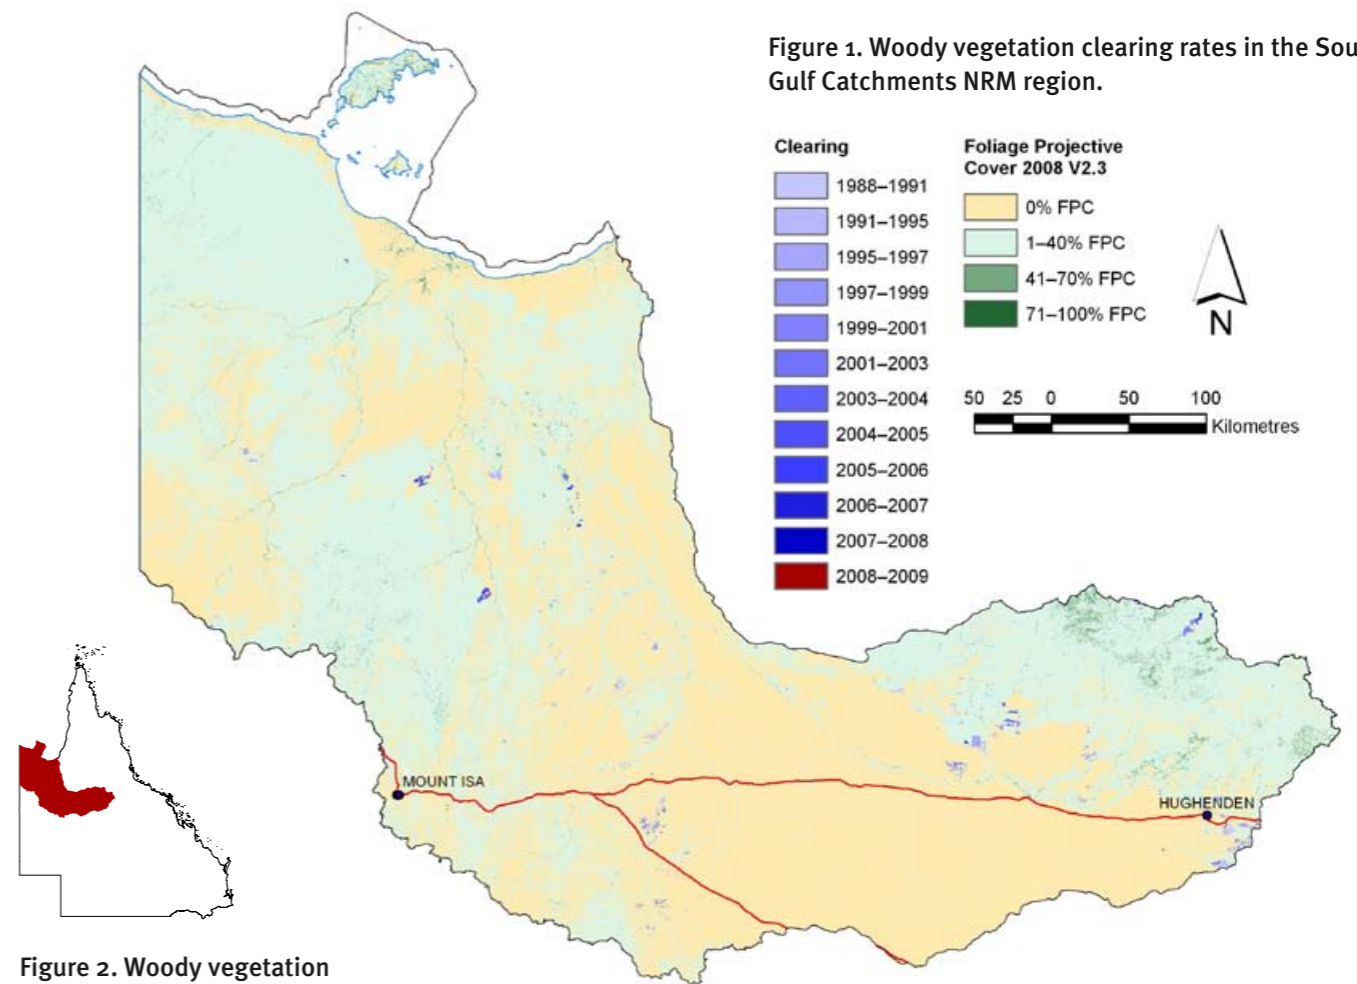 Figure 1. Woody vegetation clearing rates in the Sou
Gulf Catchments NRM region.
Clearing
1988–1991
1991–1995
1995–1997
1997–1999
1999–2001
2001–2003
2003–2004
2004–2005
2005–2006
2006–2007
2007–2008
2008–2009
Foliage Projective
Cover 2008 V2.3
0% FPC
1–40% FPC
41–70% FPC
71–100% FPC
N
50 25 0 50 100
Kilometres
MOUNT ISA
HUGHENDEN
Figure 2. Woody vegetation